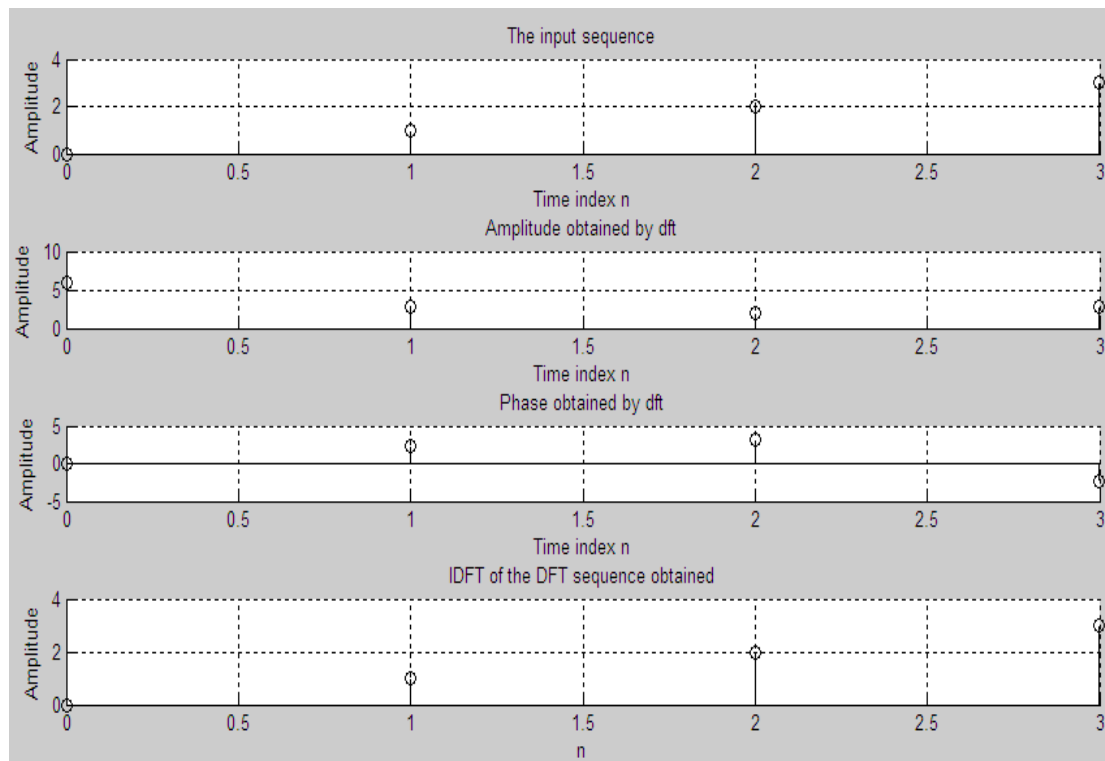 The input sequence
Amplitude
4
2
0
0 0.5 1 1.5 2 2.5 3
Time index n
Amplitude obtained by dft
Amplitude
10
5
0
0 0.5 1 1.5 2 2.5 3
Time index n
Phase obtained by dft
Amplitude
5
0
-5
0 0.5 1 1.5 2 2.5 3
Time index n
IDFT of the DFT sequence obtained
Amplitude
4
2
0
0 0.5 1 1.5 2 2.5 3
n